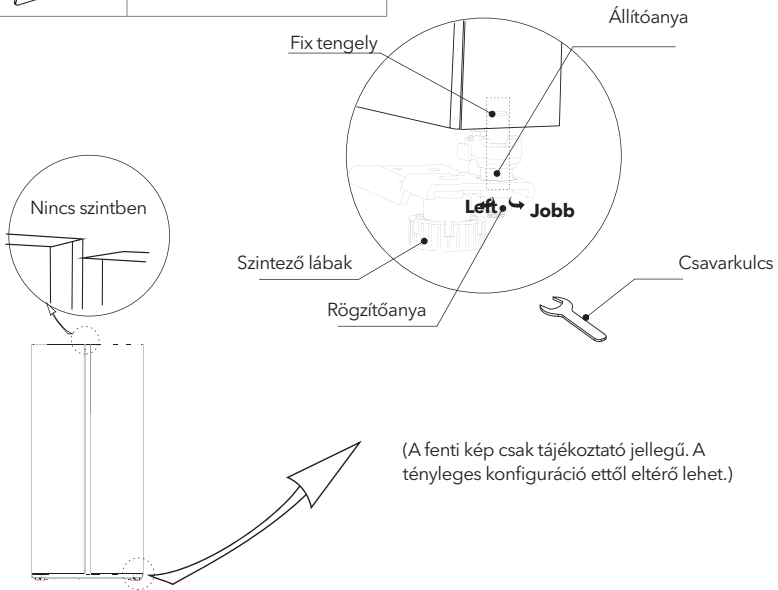 Állítóanya
Fix tengely
Left
Jobb
Nincs szintben
Szintező lábak
Csavarkulcs
Rögzítőanya
(A fenti kép csak tájékoztató jellegű. A
tényleges konfiguráció ettől eltérő lehet.)